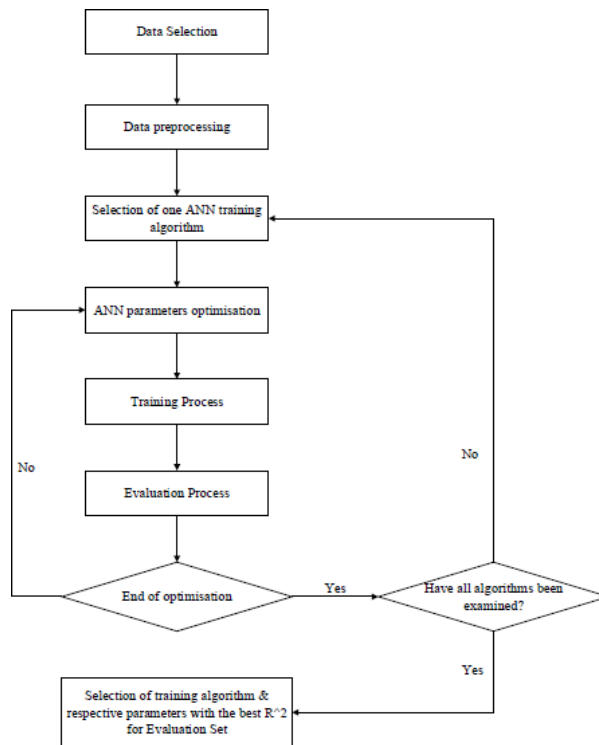 Data Selection
Data preprocessing
Selection of one ANN training
algorithm
ANN parameters optimisation
Training Process
No
No
Evaluation Process
End of optimisation
Yes
Have all algorithms been
examined?
Yes
Selection of training algorithm &
respective parameters with the best R^2
for Evaluation Set